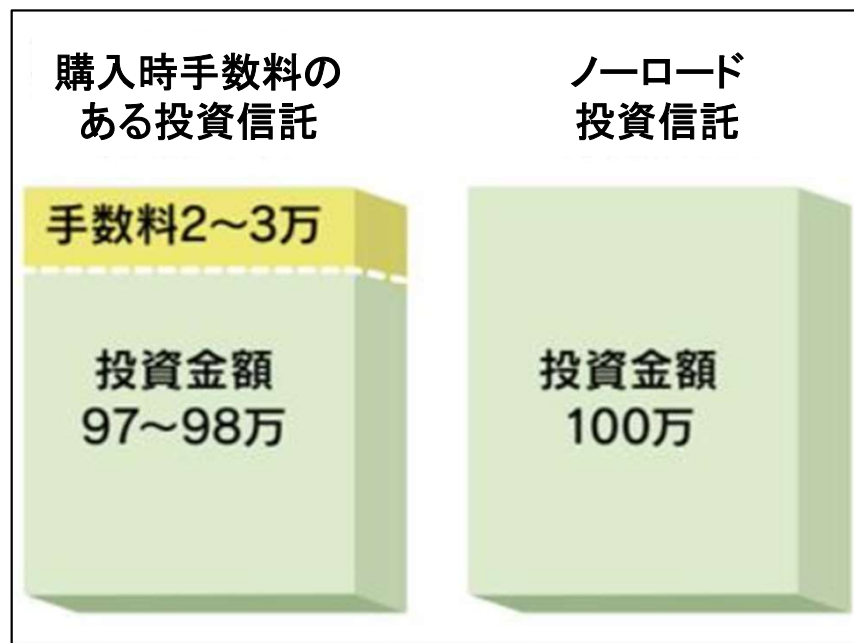 購入時手数料の
ある投資信託
手数料2〜3万
投資金額
97〜98万
ノーロード
投資信託
投資金額
100万